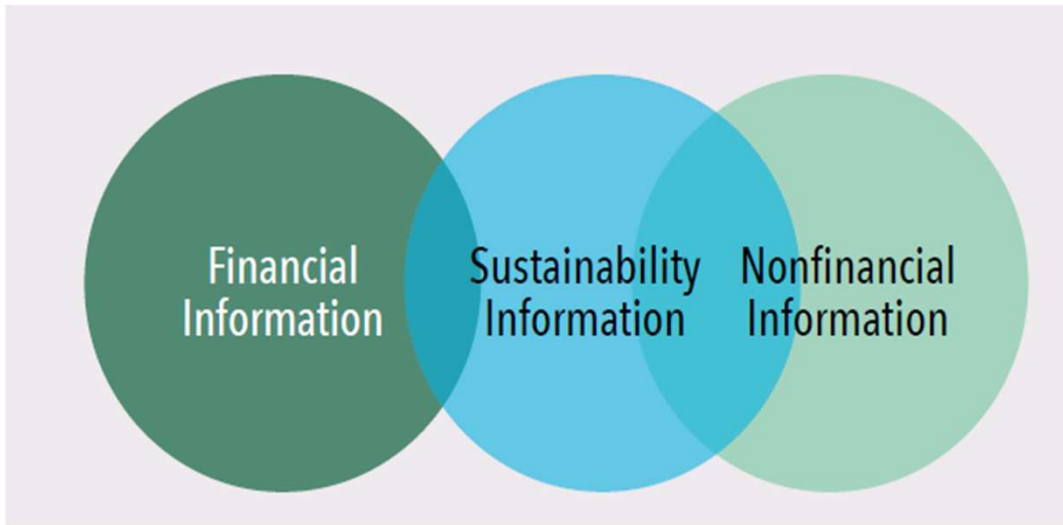 Financial
Information
Sustainability
Information
Nonfinancial
Information